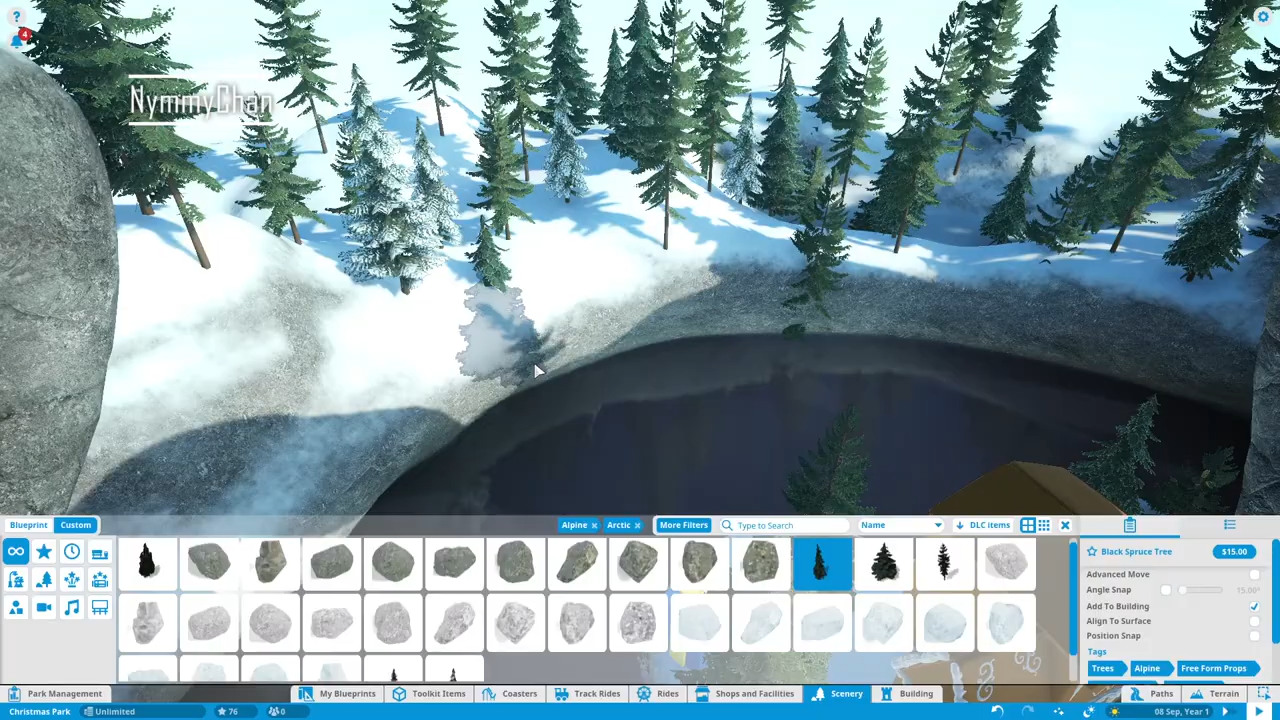 ?
4
NymmyChan
Blueprint Custom Alpine x Arctic x More Filters Type to Search Name DLC items
Black Spruce Tree $15.00
Advanced Move
Angle Snap 15.00°
Add To Building
Align To Surface
Position Snap
Tags
Trees Alpine Free Form Props
Park Management My Blueprints Toolkit Items Coasters Track Rides Rides Shops and Facilities Scenery Building Paths Terrain
Christmas Park Unlimited 76 0 08 Sep, Year 1